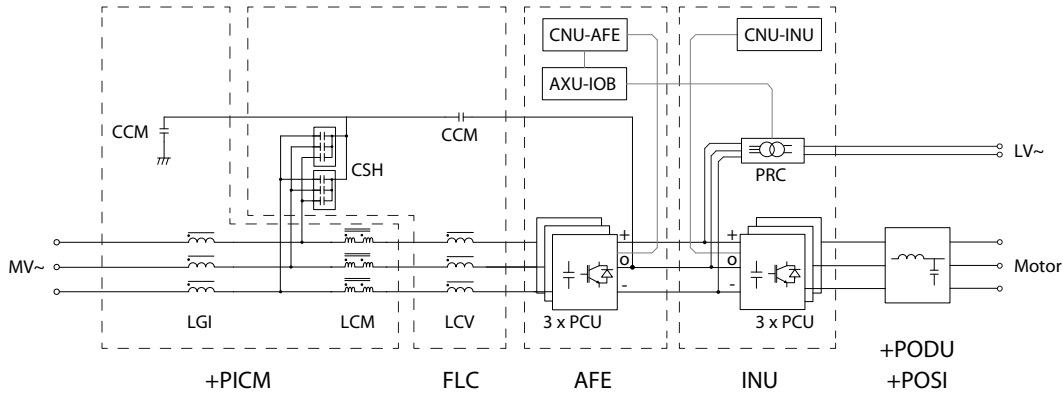 CNU-AFE
CNU-INU
AXU-IOB
CCM
CCM
CSH
PRC
LV~
+
+
MV~
o
o
Motor
-
-
LGI
LCM
LCV
3 x PCU
3 x PCU
+PODU
+PICM
FLC
AFE
INU
+POSI